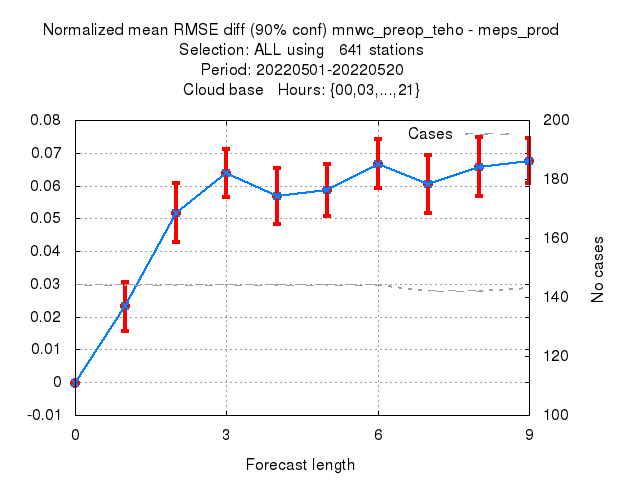 Normalized mean RMSE diff (90% conf) mnwc_preop_teho - meps_prod
Selection: ALL using   641 stations
Period: 20220501-20220520
Cloud base   Hours: {00,03,...,21}
0.08
0.07
0.06
0.05
0.04
0.03
0.02
0.01
0
-0.01
Cases
200
180
160
140
120
100
No cases
0
3
6
9
Forecast length